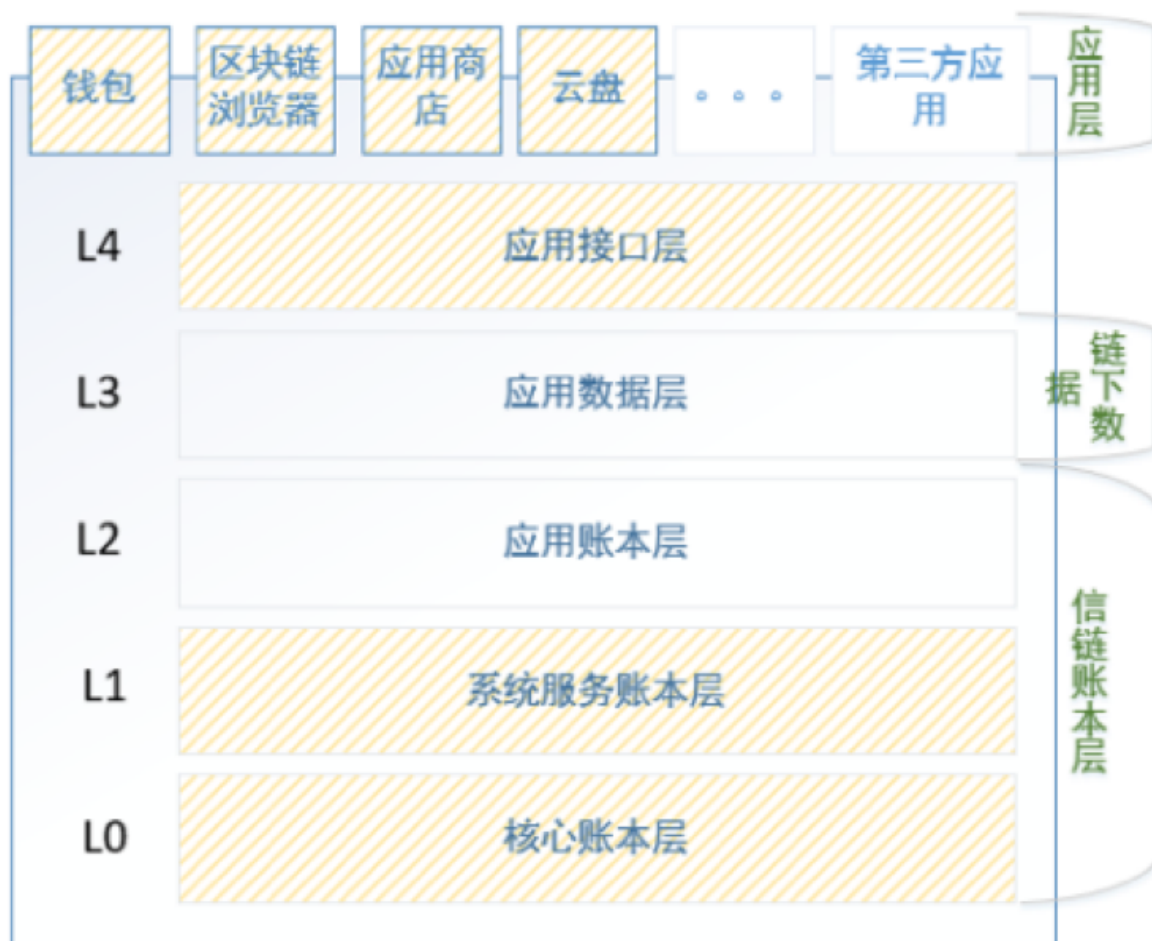 钱包
区块链
浏览器
应用商
店
云盘
。。。
第三方应
用
应用层
L4
应用接口层
L3
应用数据层
链下数
据
L2
应用账本层
L1
系统服务账本层
L0
核心账本层
信链账本层